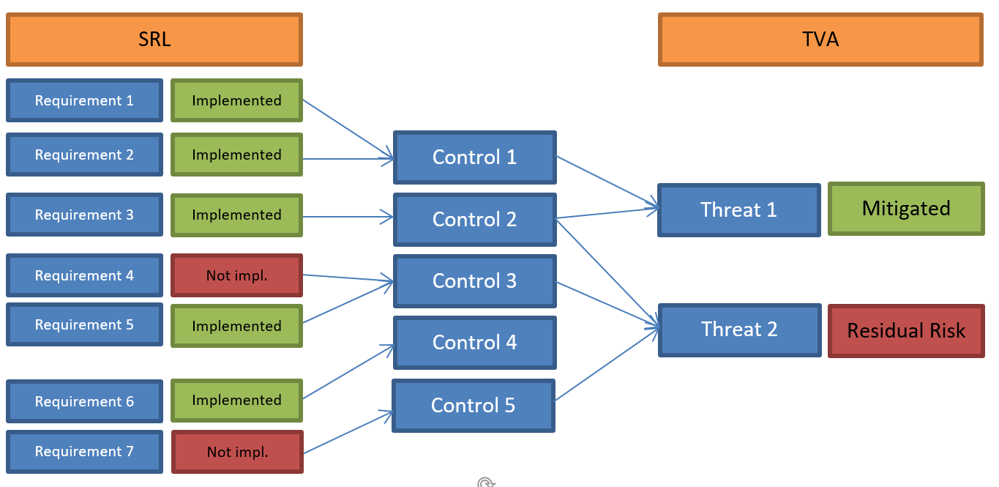 SRL
TVA
Requirement 1
Implemented
Requirement 2
Implemented
Requirement 3
Implemented
Requirement 4
Not impl.
Requirement 5
Implemented
Requirement 6
Implemented
Requirement 7
Not impl.
Control 1
Control 2
Control 3
Control 4
Control 5
Threat 1
Mitigated
Threat 2
Residual Risk